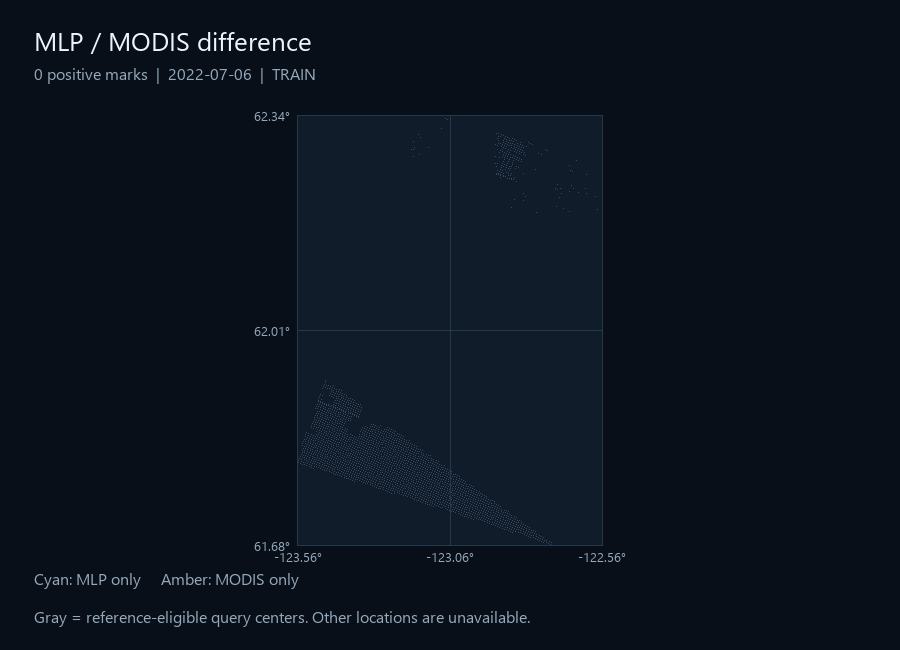 MLP / MODIS difference
0 positive marks | 2022-07-06 | TRAIN
62.34°
62.01°
61.68°
-123.56° -123.06° -122.56°
Cyan: MLP only Amber: MODIS only
Gray = reference-eligible query centers. Other locations are unavailable.